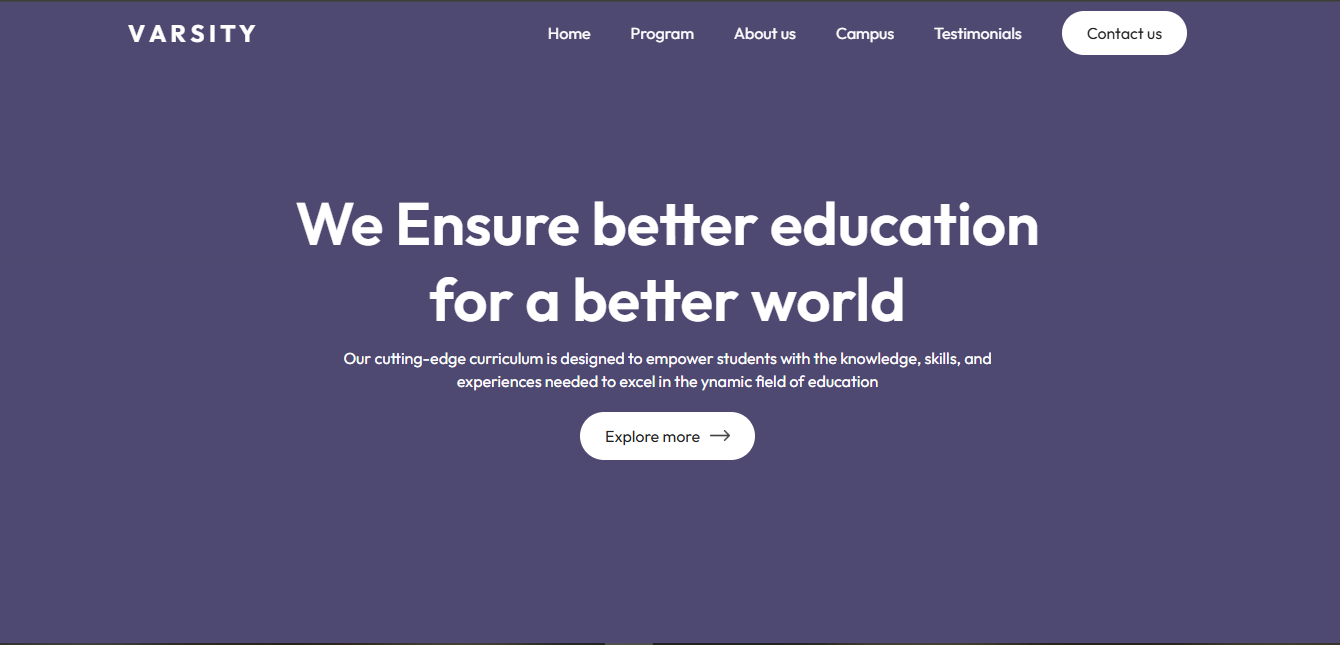 VARSITY
Home Program About us Campus Testimonials Contact us
We Ensure better education
for a better world
Our cutting-edge curriculum is designed to empower students with the knowledge, skills, and
experiences needed to excel in the ynamic field of education
Explore more →